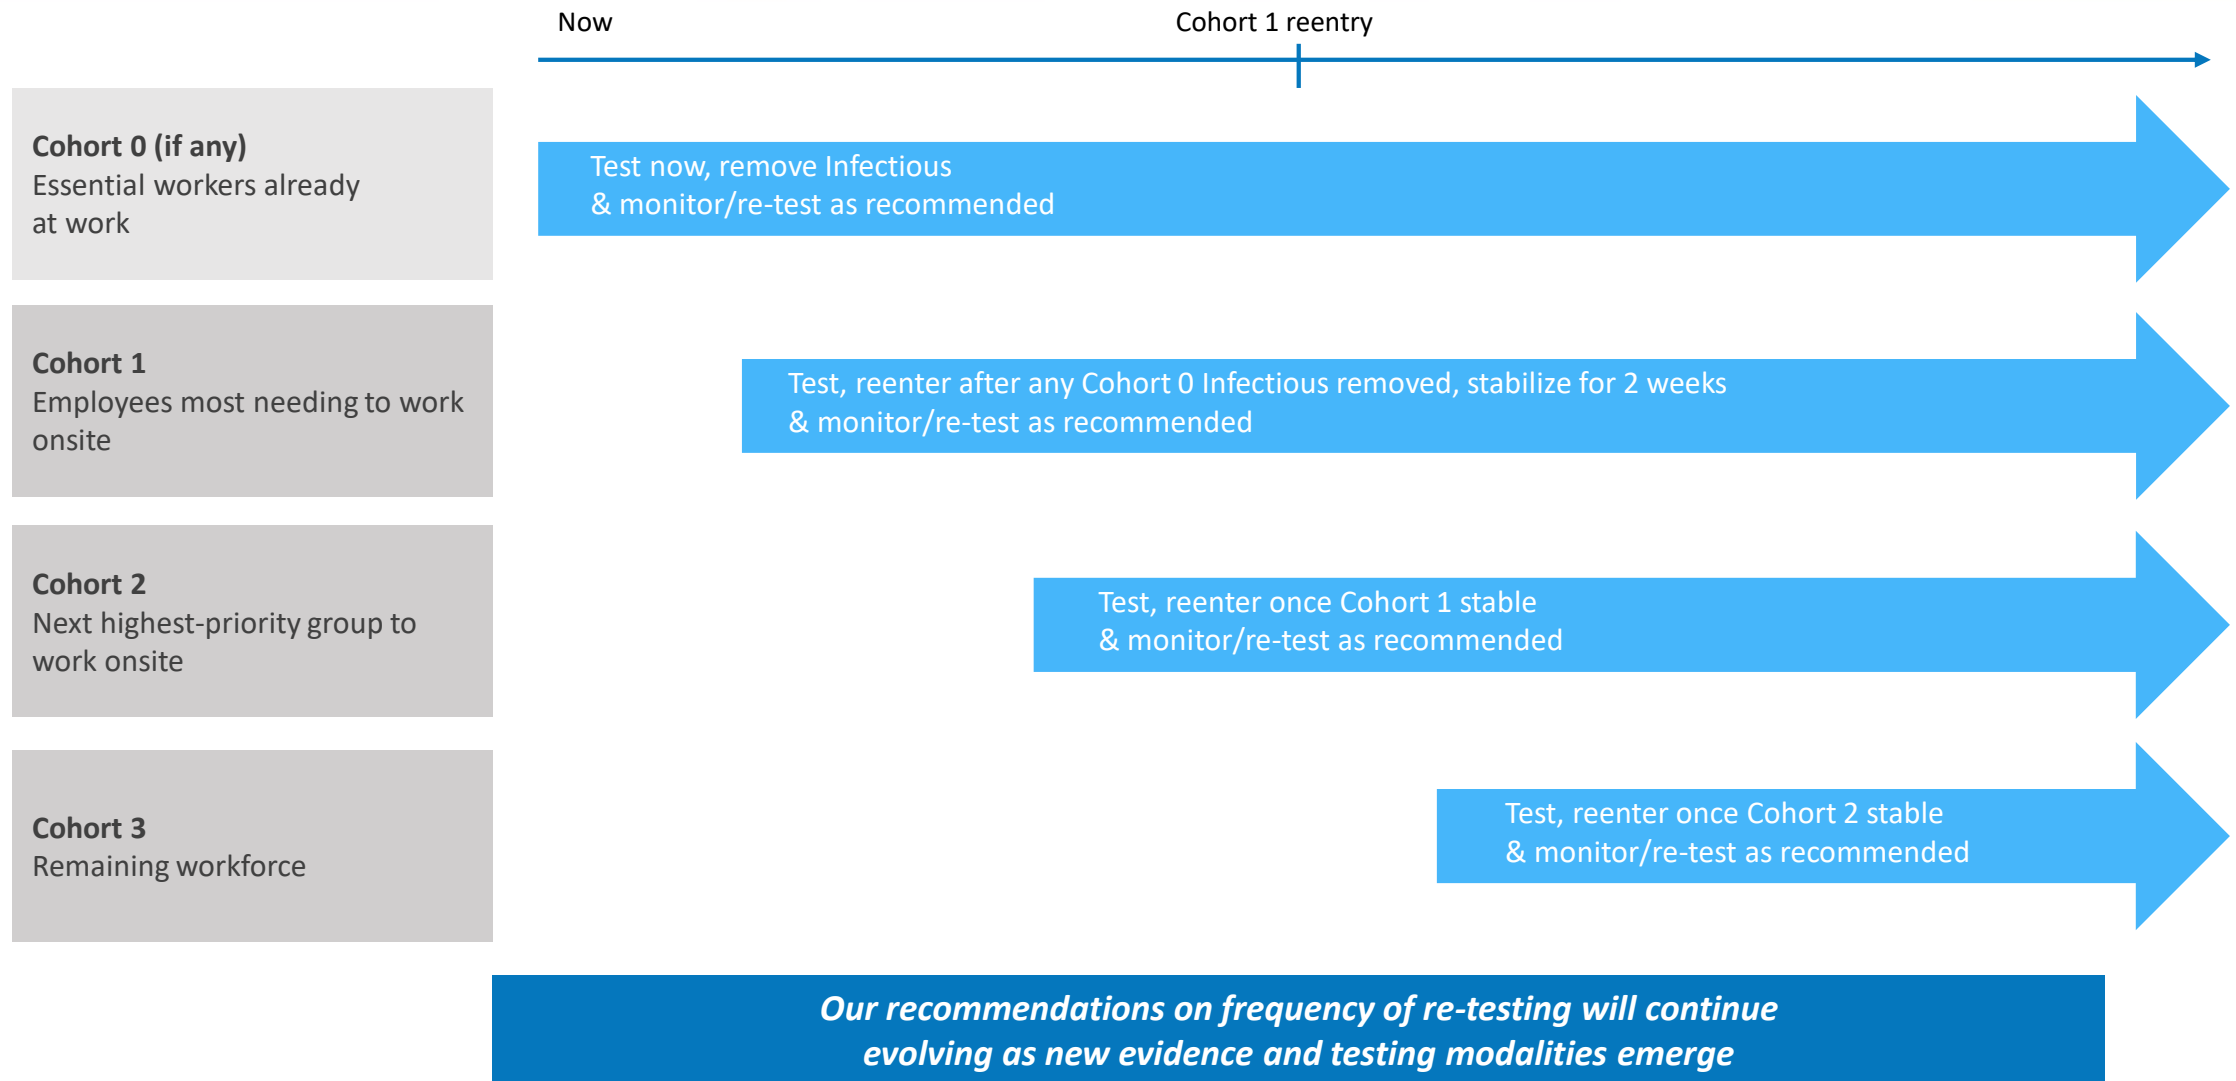 Now
Cohort 1 reentry
Cohort 0 (if any)
Essential workers already
at work
Test now, remove Infectious
& monitor/re-test as recommended
Cohort 1
Employees most needing to work
onsite
Test, reenter after any Cohort 0 Infectious removed, stabilize for 2 weeks
& monitor/re-test as recommended
Cohort 2
Next highest-priority group to
work onsite
Test, reenter once Cohort 1 stable
& monitor/re-test as recommended
Cohort 3
Remaining workforce
Test, reenter once Cohort 2 stable
& monitor/re-test as recommended
Our recommendations on frequency of re-testing will continue
evolving as new evidence and testing modalities emerge